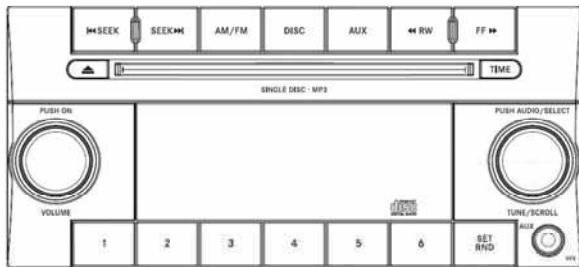 ⏮SEEK SEEK⏭ AM/FM DISC AUX ◀◀ RW FF ▶▶
TIME
SINGLE DISC · MP3
PUSH ON
PUSH AUDIO/SELECT
disc
VOLUME
TUNE/SCROLL
1 2 3 4 5 6 SET
RND
AUX